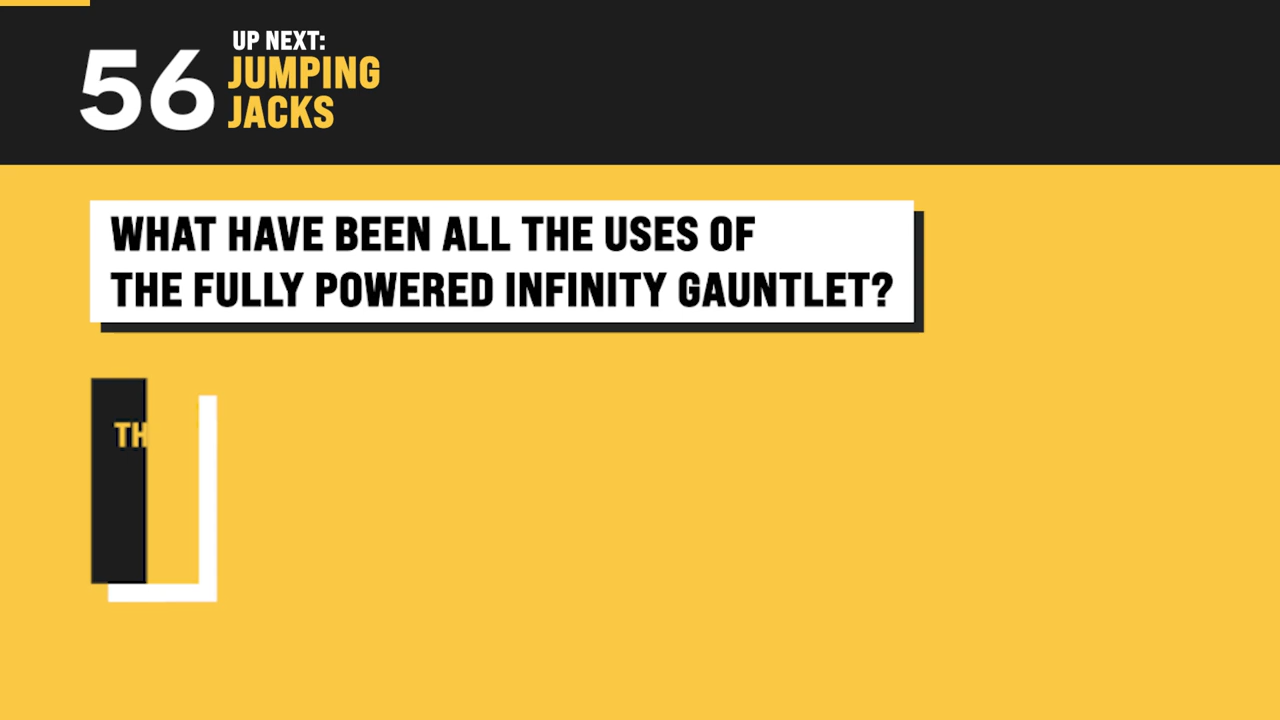 56
UP NEXT:
JUMPING
JACKS
WHAT HAVE BEEN ALL THE USES OF
THE FULLY POWERED INFINITY GAUNTLET?
TH